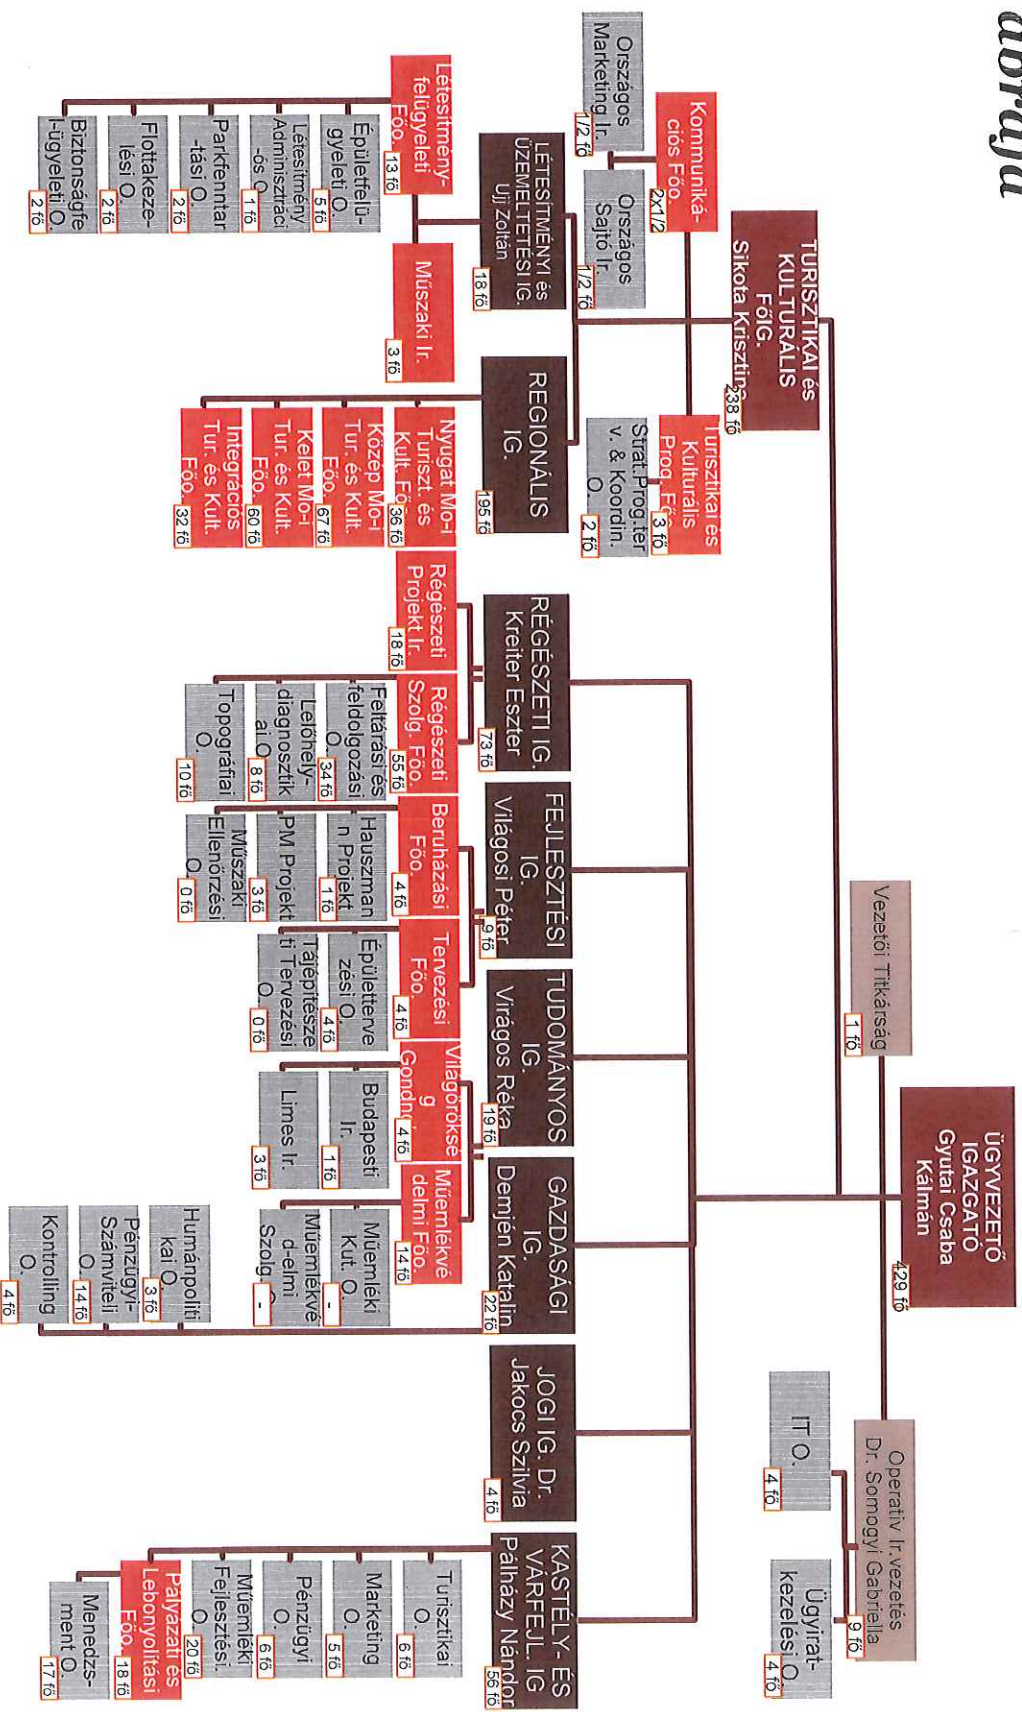 ábrája
ÜGYVEZETŐ
IGAZGATÓ
Gyutai Csaba
Kálmán
429 fő
Vezetői Titkárság
1 fő
Operatív Ir.vezetés
Dr. Somogyi Gabriella
9 fő
IT O.
4 fő
Ügyirat-
kezelési O.
4 fő
TURISZTIKAI és
KULTURÁLIS
FőIG.
Sikota Krisztina
238 fő
Kommuniká-
ciós Főo.
2x1/2
Országos
Marketing Ir.
1/2 fő
Országos
Sajtó Ir.
1/2 fő
Turisztikai és
Kulturális
Prog. Főo.
3 fő
Strat.Prog.ter
v. & Koordin.
O.
2 fő
LÉTESÍTMÉNYI és
ÜZEMELTETÉSI IG.
Uj Zoltán
18 fő
Létesítmény-
felügyeleti
Főo.
13 fő
Épületfelü-
gyeleti O.
5 fő
Létesítmény
Adminisztráci
-ós O.
1 fő
Parkfenntar
-tási O.
2 fő
Flottakeze-
lési O.
2 fő
Biztonságfe
l-ügyeleti O.
2 fő
Műszaki Ir.
3 fő
REGIONÁLIS
IG.
195 fő
Nyugat Mo-i
Turiszt. és
Kult. Főo.
36 fő
Közép Mo-i
Tur. és Kult.
Főo.
67 fő
Kelet Mo-i
Tur. és Kult.
Főo.
60 fő
Integrációs
Tur. és Kult.
Főo.
32 fő
RÉGÉSZETI IG.
Kreiter Eszter
73 fő
Régészeti
Projekt Ir.
18 fő
Régészeti
Szolg. Főo.
55 fő
Feltárási és
feldolgozási
O.
34 fő
Lelőhely-
diagnosztik
ai O.
8 fő
Topográfiai
O.
10 fő
FEJLESZTÉSI
IG.
Világosi Péter
9 fő
Beruházási
Főo.
4 fő
Hauszman
n Projekt
1 fő
PM Projekt
3 fő
Műszaki
Ellenőrzési
O.
0 fő
Tervezési
Főo.
4 fő
Épületterve
zési O.
4 fő
Tájépítésze
ti Tervezési
O.
0 fő
TUDOMÁNYOS
IG.
Virágos Réka
19 fő
Világöröksé
g
Gondno
4 fő
Budapesti
Ir.
1 fő
Limes Ir.
3 fő
Műemlékvé
delmi Főo.
14 fő
Műemléki
Kut. O.
-
Műemlékvé
d-elmi
Szolg. O.
-
GAZDASÁGI
IG.
Demjén Katalin
22 fő
Humánpoliti
kai O.
3 fő
Pénzügyi-
Számviteli
O.
14 fő
Kontrolling
O.
4 fő
JOGI IG. Dr.
Jakocs Szilvia
4 fő
KASTÉLY- ÉS
VÁRFEJL. IG
Pálházy Nándor
56 fő
Turisztikai
O.
6 fő
Marketing
O.
5 fő
Pénzügyi
O.
6 fő
Műemléki
Fejlesztési.
O.
20 fő
Pályázati és
Lebonyolítási
Főo.
18 fő
Menedzs-
ment O.
17 fő